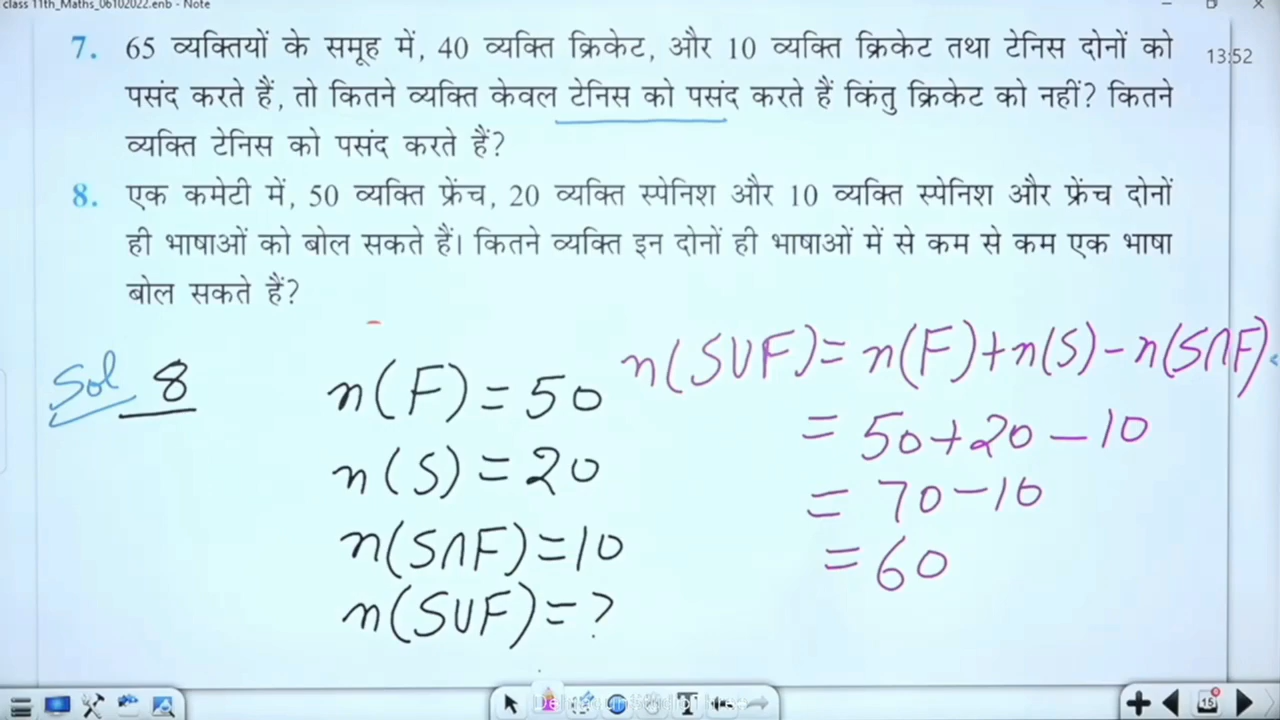 class 11th_Maths_06102022.enb - Note
13:52
7. 65 व्यक्तियों के समूह में, 40 व्यक्ति क्रिकेट, और 10 व्यक्ति क्रिकेट तथा टेनिस दोनों को
पसंद करते हैं, तो कितने व्यक्ति केवल टेनिस को पसंद करते हैं किंतु क्रिकेट को नहीं? कितने
व्यक्ति टेनिस को पसंद करते हैं?
8. एक कमेटी में, 50 व्यक्ति फ्रेंच, 20 व्यक्ति स्पेनिश और 10 व्यक्ति स्पेनिश और फ्रेंच दोनों
ही भाषाओं को बोल सकते हैं। कितने व्यक्ति इन दोनों ही भाषाओं में से कम से कम एक भाषा
बोल सकते हैं?
Sol 8
n(F)=50
n(S)=20
n(S∩F)=10
n(S∪F)=?
n(S∪F)=n(F)+n(S)-n(S∩F)
=50+20-10
=70-10
=60
15